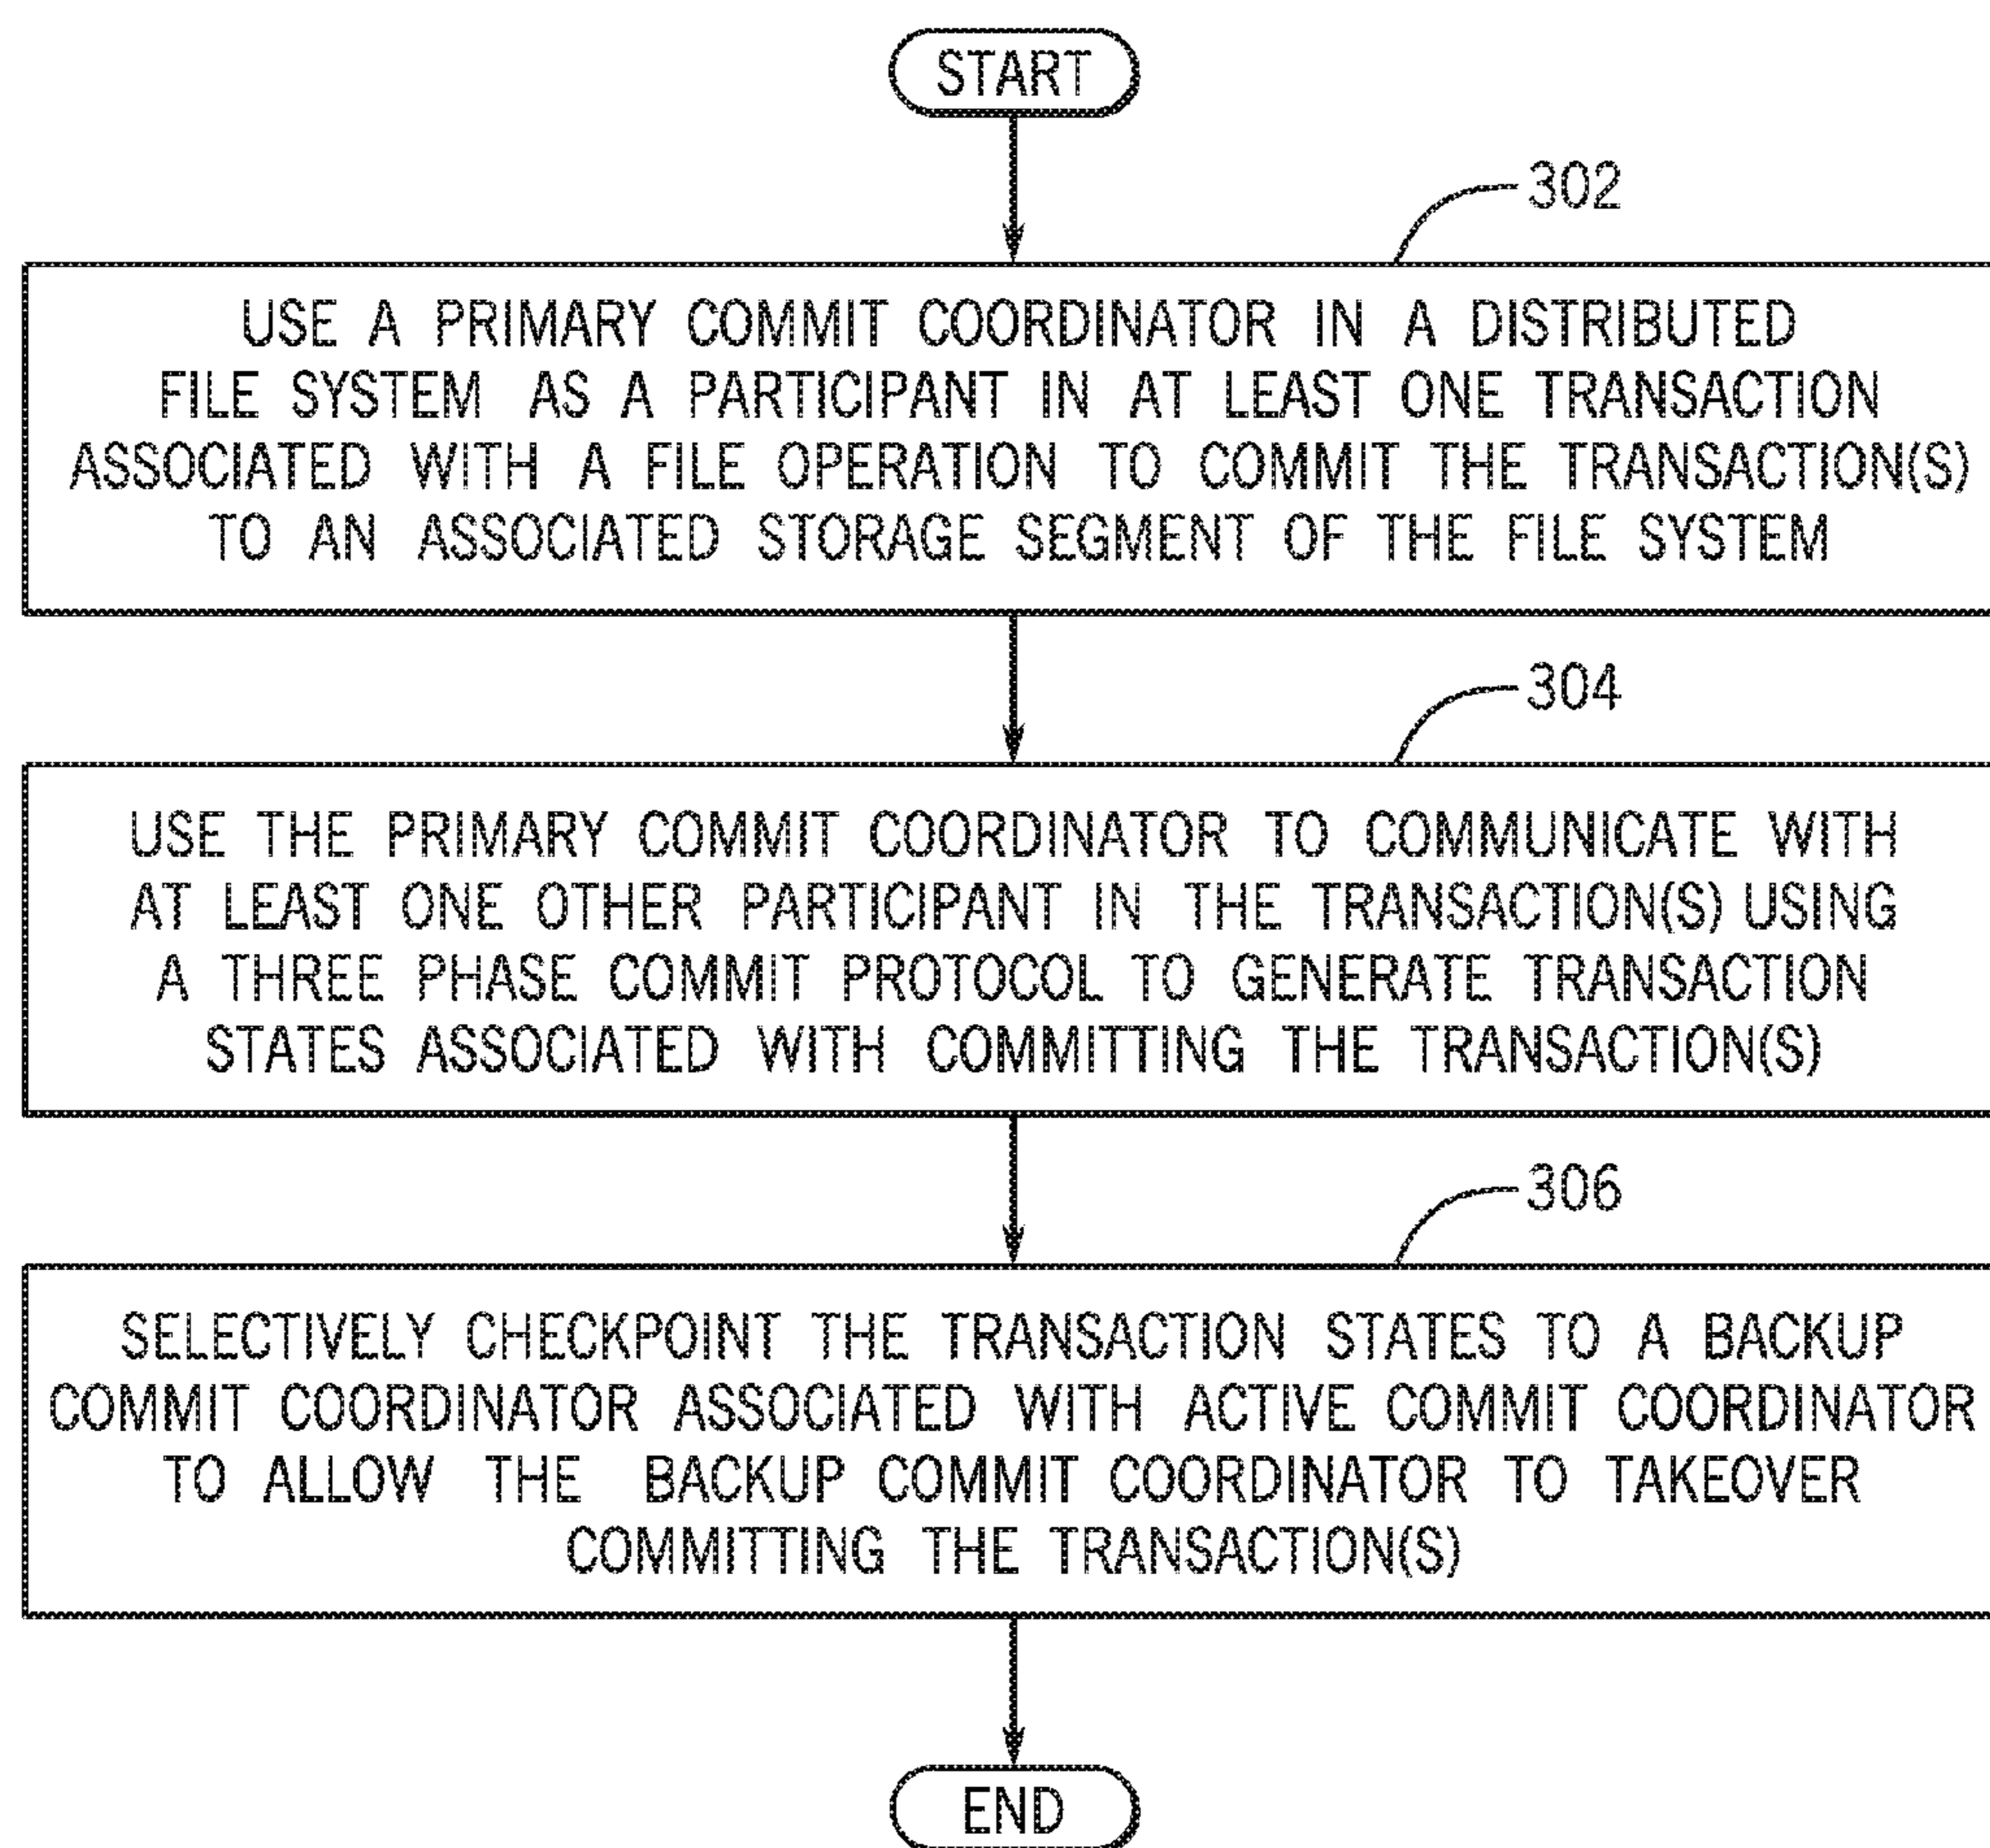 START
302
USE A PRIMARY COMMIT COORDINATOR IN A DISTRIBUTED
FILE SYSTEM AS A PARTICIPANT IN AT LEAST ONE TRANSACTION
ASSOCIATED WITH A FILE OPERATION TO COMMIT THE TRANSACTION(S)
TO AN ASSOCIATED STORAGE SEGMENT OF THE FILE SYSTEM
304
USE THE PRIMARY COMMIT COORDINATOR TO COMMUNICATE WITH
AT LEAST ONE OTHER PARTICIPANT IN THE TRANSACTION(S) USING
A THREE PHASE COMMIT PROTOCOL TO GENERATE TRANSACTION
STATES ASSOCIATED WITH COMMITTING THE TRANSACTION(S)
306
SELECTIVELY CHECKPOINT THE TRANSACTION STATES TO A BACKUP
COMMIT COORDINATOR ASSOCIATED WITH ACTIVE COMMIT COORDINATOR
TO ALLOW THE BACKUP COMMIT COORDINATOR TO TAKEOVER
COMMITTING THE TRANSACTION(S)
END